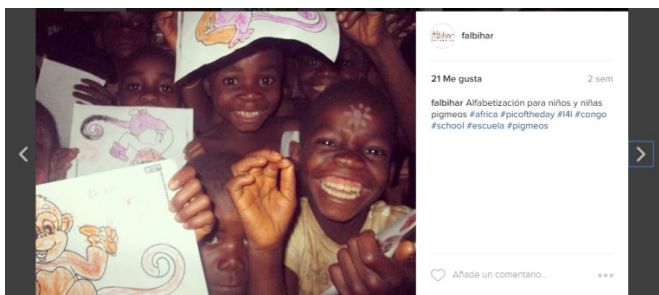 falbihar
21 Me gusta 2 sem
falbihar Alfabetización para niños y niñas
pigmeos #africa #picoftheday #l4l #congo
#school #escuela #pigmeos
Añade un comentario...